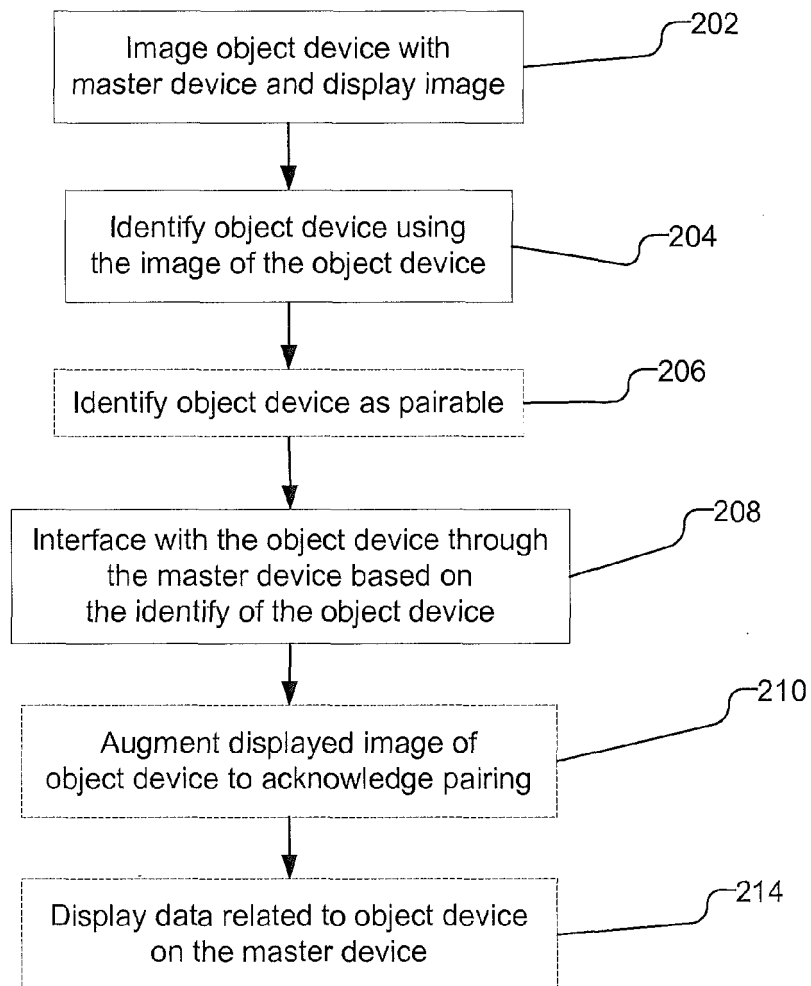 Image object device with
master device and display image
202
Identify object device using
the image of the object device
204
Identify object device as pairable
206
Interface with the object device through
the master device based on
the identify of the object device
208
Augment displayed image of
object device to acknowledge pairing
210
Display data related to object device
on the master device
214